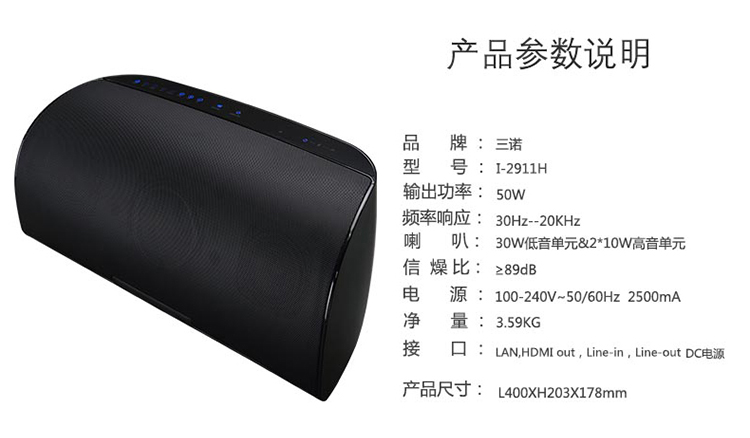 产品参数说明
品 牌：三诺
型 号：I-2911H
输出功率：50W
频率响应：30Hz--20KHz
喇 叭：30W低音单元&2*10W高音单元
信 燥 比：≥89dB
电 源：100-240V~50/60Hz 2500mA
净 量：3.59KG
接 口：LAN,HDMI out，Line-in，Line-out DC电源
产品尺寸：L400XH203X178mm